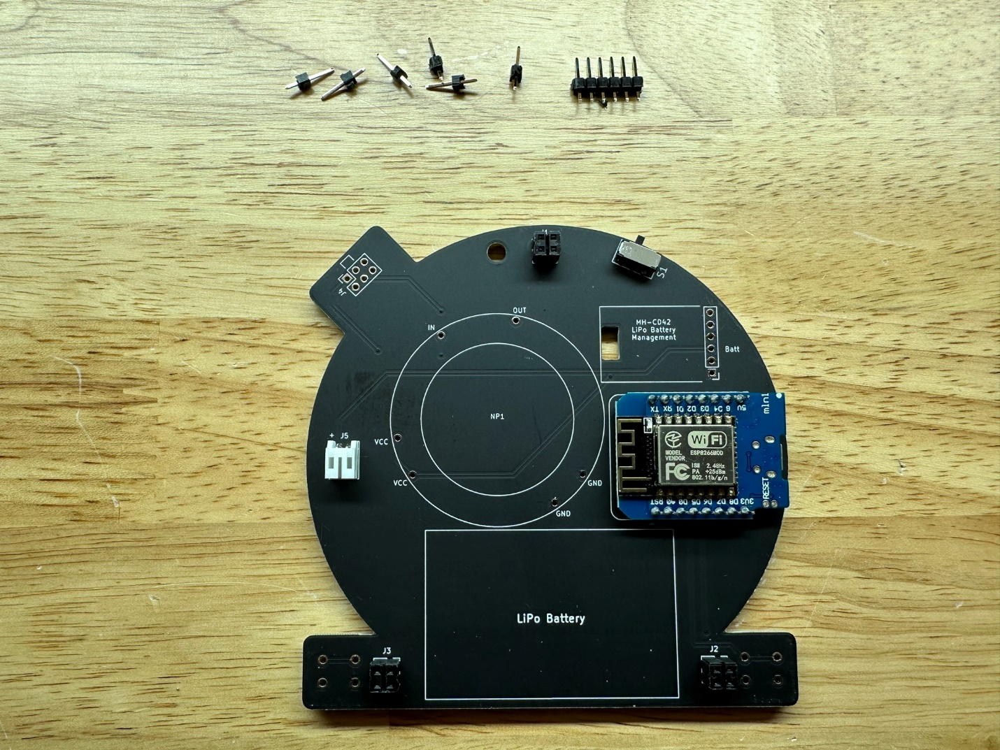 J1
S1
J4
OUT
IN
MH-CD42
LiPo Battery
Management
Batt
NP1
VCC
VCC
GND
GND
+ J5
TX RX D1 D2 D3 D4 G 5V
mini
WiFi
MODEL
VENDOR
ESP8266MOD
FC
ISM 2.4GHz
PA +25dBm
802.11b/g/n
RESET
RST A0 D0 D5 D6 D7 D8 3V3
LiPo Battery
J3
J2